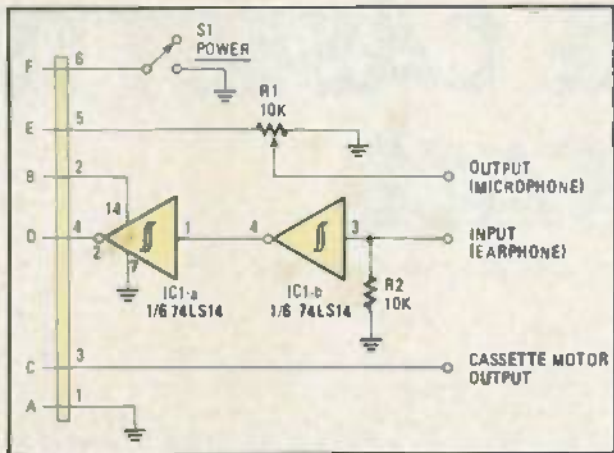 S1
POWER
F 6
R1
10K
E 5
B 2
OUTPUT
(MICROPHONE)
14
D 4 2 1 4 3
INPUT
(EARPHONE)
7
IC1-a
1/6 74LS14
IC1-b
1/6 74LS14
R2
10K
C 3
CASSETTE MOTOR
OUTPUT
A 1